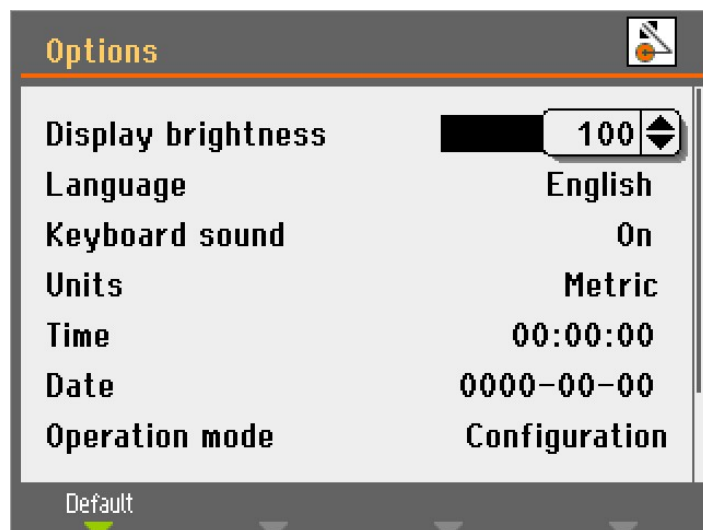 Options
Display brightness 100
Language English
Keyboard sound On
Units Metric
Time 00:00:00
Date 0000-00-00
Operation mode Configuration
Default